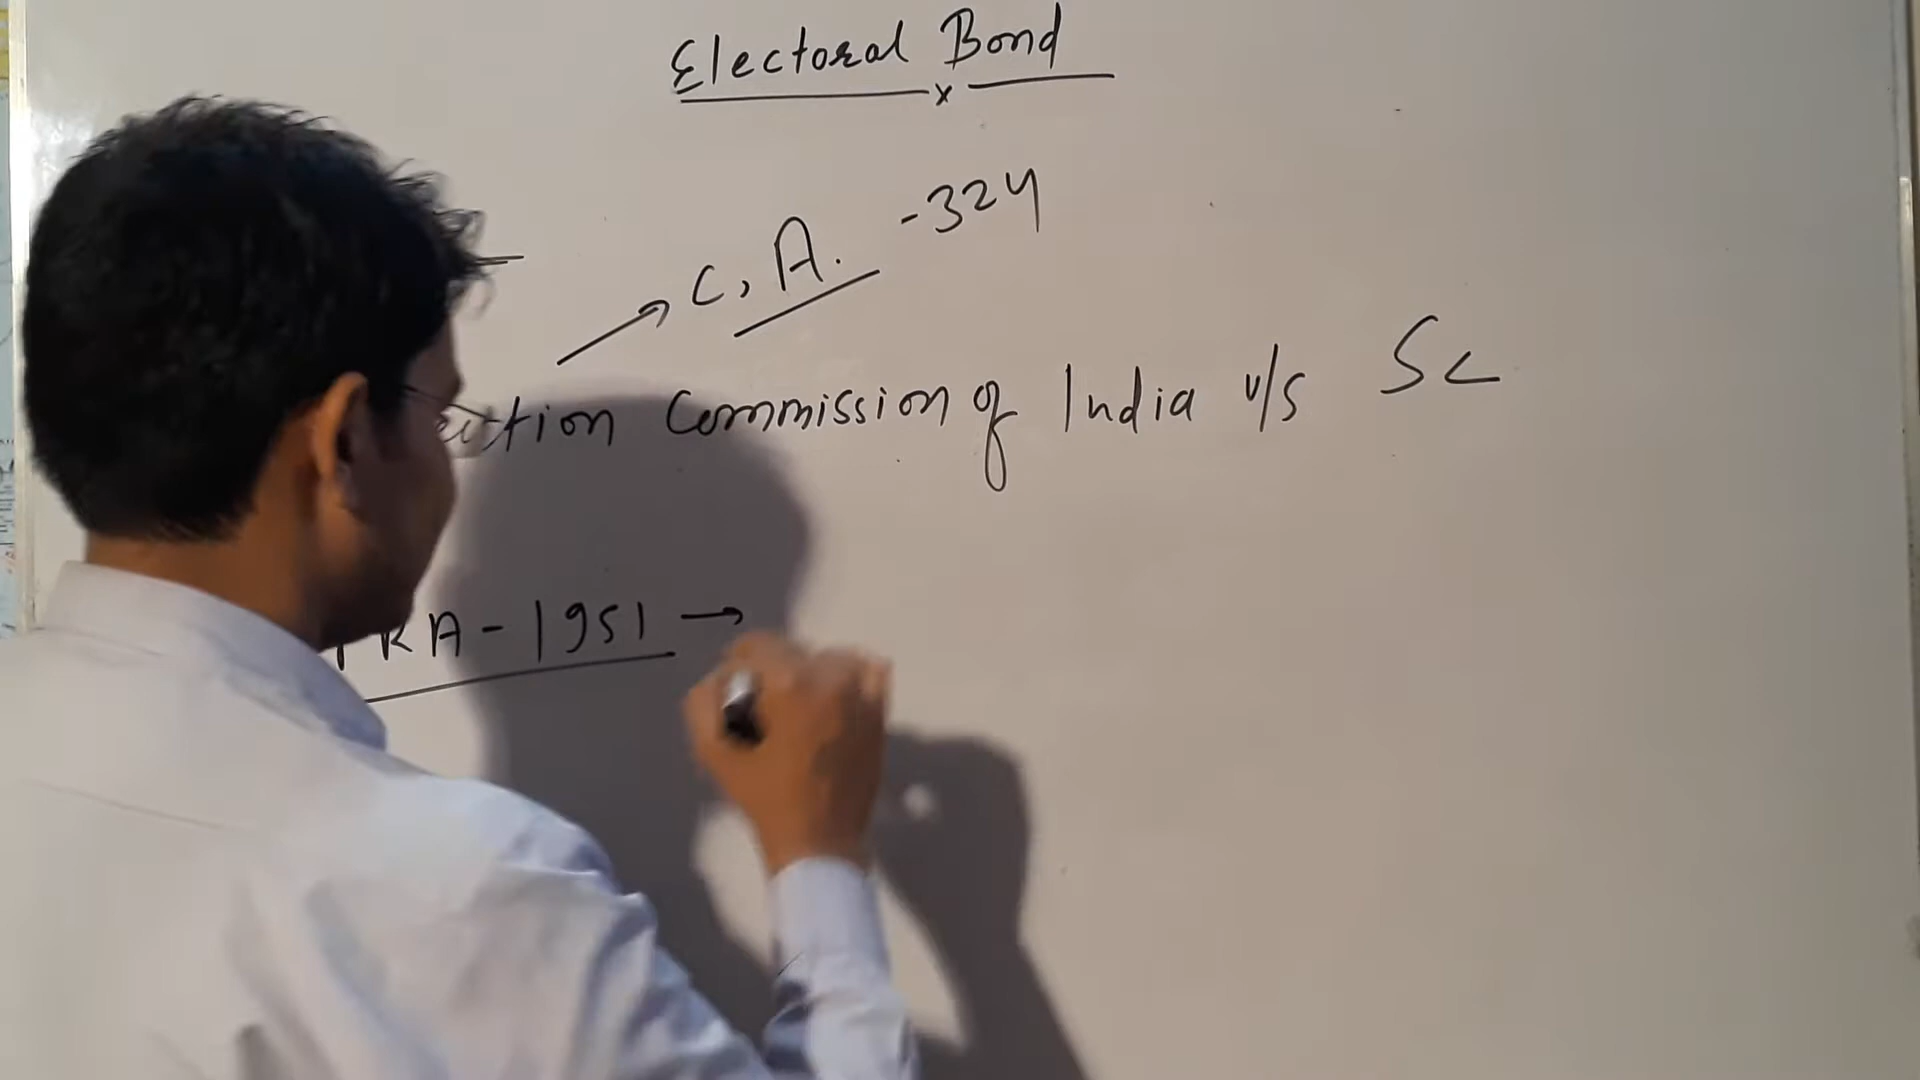 Electoral Bond
x
C, A. -324
Commission of India v/s SC
RA-1951 →